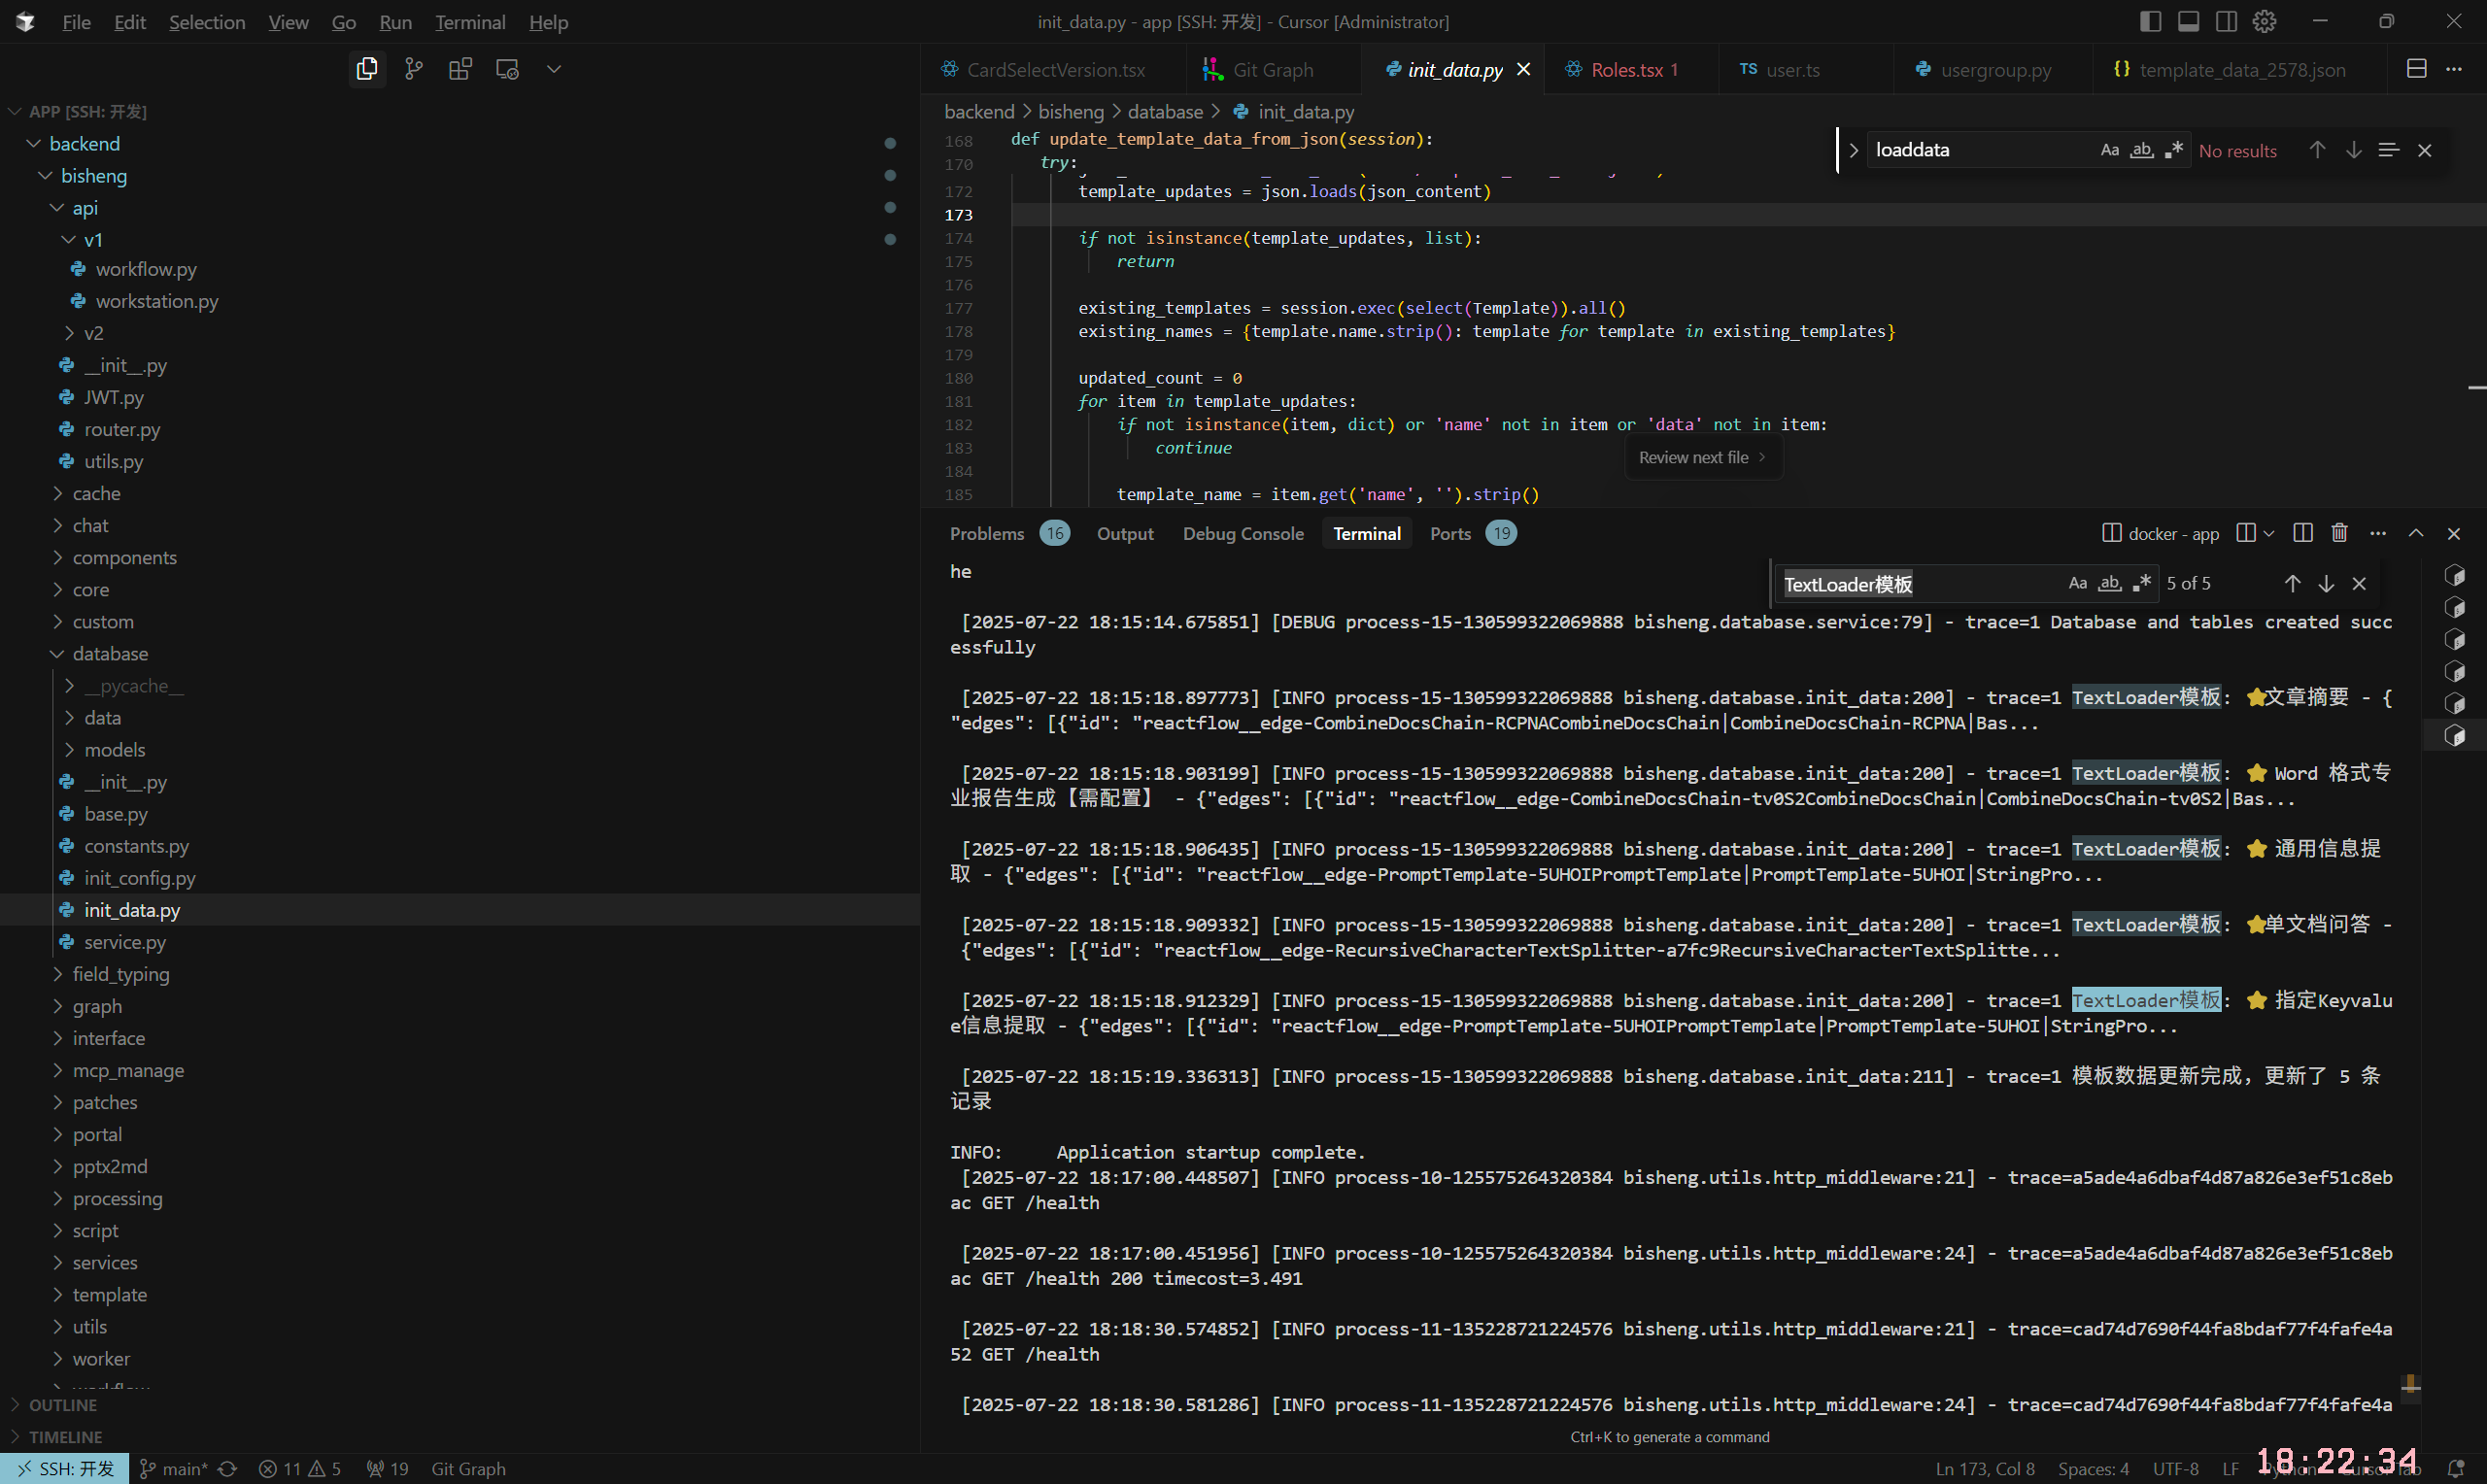 File Edit Selection View Go Run Terminal Help
init_data.py - app [SSH: 开发] - Cursor [Administrator]
APP [SSH: 开发]
backend
bisheng
api
v1
workflow.py
workstation.py
v2
__init__.py
JWT.py
router.py
utils.py
cache
chat
components
core
custom
database
__pycache__
data
models
__init__.py
base.py
constants.py
init_config.py
init_data.py
service.py
field_typing
graph
interface
mcp_manage
patches
portal
pptx2md
processing
script
services
template
utils
worker
OUTLINE
TIMELINE
CardSelectVersion.tsx Git Graph init_data.py Roles.tsx 1 TS user.ts usergroup.py {} template_data_2578.json
backend > bisheng > database > init_data.py
loaddata Aa ab .* No results
168 def update_template_data_from_json(session):
170 try:
172 template_updates = json.loads(json_content)
173
174 if not isinstance(template_updates, list):
175 return
176
177 existing_templates = session.exec(select(Template)).all()
178 existing_names = {template.name.strip(): template for template in existing_templates}
179
180 updated_count = 0
181 for item in template_updates:
182 if not isinstance(item, dict) or 'name' not in item or 'data' not in item:
183 continue
184
185 template_name = item.get('name', '').strip()
Review next file >
Problems 16 Output Debug Console Terminal Ports 19 docker - app
TextLoader模板 Aa ab .* 5 of 5
he
[2025-07-22 18:15:14.675851] [DEBUG process-15-130599322069888 bisheng.database.service:79] - trace=1 Database and tables created succ
essfully
[2025-07-22 18:15:18.897773] [INFO process-15-130599322069888 bisheng.database.init_data:200] - trace=1 TextLoader模板: ⭐文章摘要 - {
"edges": [{"id": "reactflow__edge-CombineDocsChain-RCPNACombineDocsChain|CombineDocsChain-RCPNA|Bas...
[2025-07-22 18:15:18.903199] [INFO process-15-130599322069888 bisheng.database.init_data:200] - trace=1 TextLoader模板: ⭐ Word 格式专
业报告生成【需配置】 - {"edges": [{"id": "reactflow__edge-CombineDocsChain-tv0S2CombineDocsChain|CombineDocsChain-tv0S2|Bas...
[2025-07-22 18:15:18.906435] [INFO process-15-130599322069888 bisheng.database.init_data:200] - trace=1 TextLoader模板: ⭐ 通用信息提
取 - {"edges": [{"id": "reactflow__edge-PromptTemplate-5UHOIPromptTemplate|PromptTemplate-5UHOI|StringPro...
[2025-07-22 18:15:18.909332] [INFO process-15-130599322069888 bisheng.database.init_data:200] - trace=1 TextLoader模板: ⭐单文档问答 -
{"edges": [{"id": "reactflow__edge-RecursiveCharacterTextSplitter-a7fc9RecursiveCharacterTextSplitte...
[2025-07-22 18:15:18.912329] [INFO process-15-130599322069888 bisheng.database.init_data:200] - trace=1 TextLoader模板: ⭐ 指定Keyvalu
e信息提取 - {"edges": [{"id": "reactflow__edge-PromptTemplate-5UHOIPromptTemplate|PromptTemplate-5UHOI|StringPro...
[2025-07-22 18:15:19.336313] [INFO process-15-130599322069888 bisheng.database.init_data:211] - trace=1 模板数据更新完成，更新了 5 条
记录
INFO: Application startup complete.
[2025-07-22 18:17:00.448507] [INFO process-10-125575264320384 bisheng.utils.http_middleware:21] - trace=a5ade4a6dbaf4d87a826e3ef51c8eb
ac GET /health
[2025-07-22 18:17:00.451956] [INFO process-10-125575264320384 bisheng.utils.http_middleware:24] - trace=a5ade4a6dbaf4d87a826e3ef51c8eb
ac GET /health 200 timecost=3.491
[2025-07-22 18:18:30.574852] [INFO process-11-135228721224576 bisheng.utils.http_middleware:21] - trace=cad74d7690f44fa8bdaf77f4fafe4a
52 GET /health
[2025-07-22 18:18:30.581286] [INFO process-11-135228721224576 bisheng.utils.http_middleware:24] - trace=cad74d7690f44fa8bdaf77f4fafe4a
Ctrl+K to generate a command
SSH: 开发 main* 11 5 19 Git Graph Ln 173, Col 8 Spaces: 4 UTF-8 LF
18:22:34